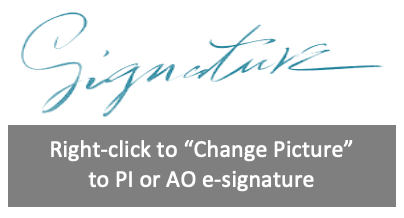 Signature
Right-click to “Change Picture”
to PI or AO e-signature